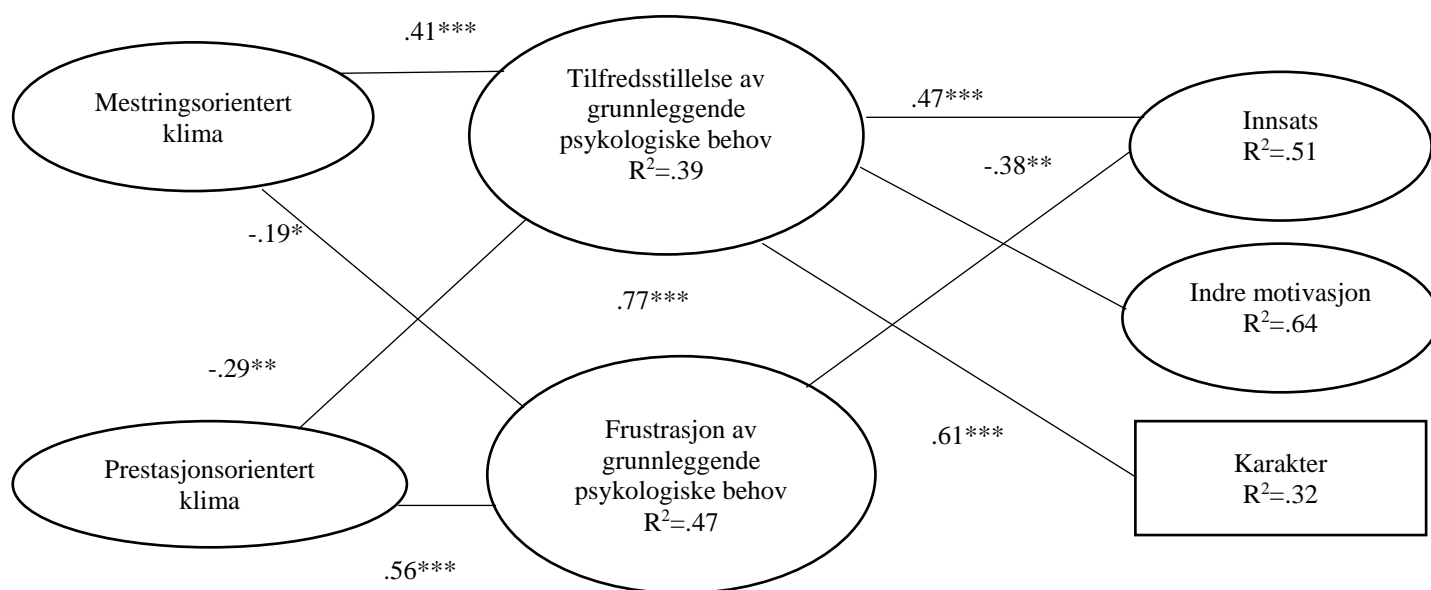 .41***
Mestringsorientert
klima
Tilfredsstillelse av
grunnleggende
psykologiske behov
R²=.39
.47***
Innsats
R²=.51
-.38**
-.19*
.77***
Indre motivasjon
R²=.64
-.29**
Prestasjonsorientert
klima
Frustrasjon av
grunnleggende
psykologiske behov
R²=.47
.61***
Karakter
R²=.32
.56***